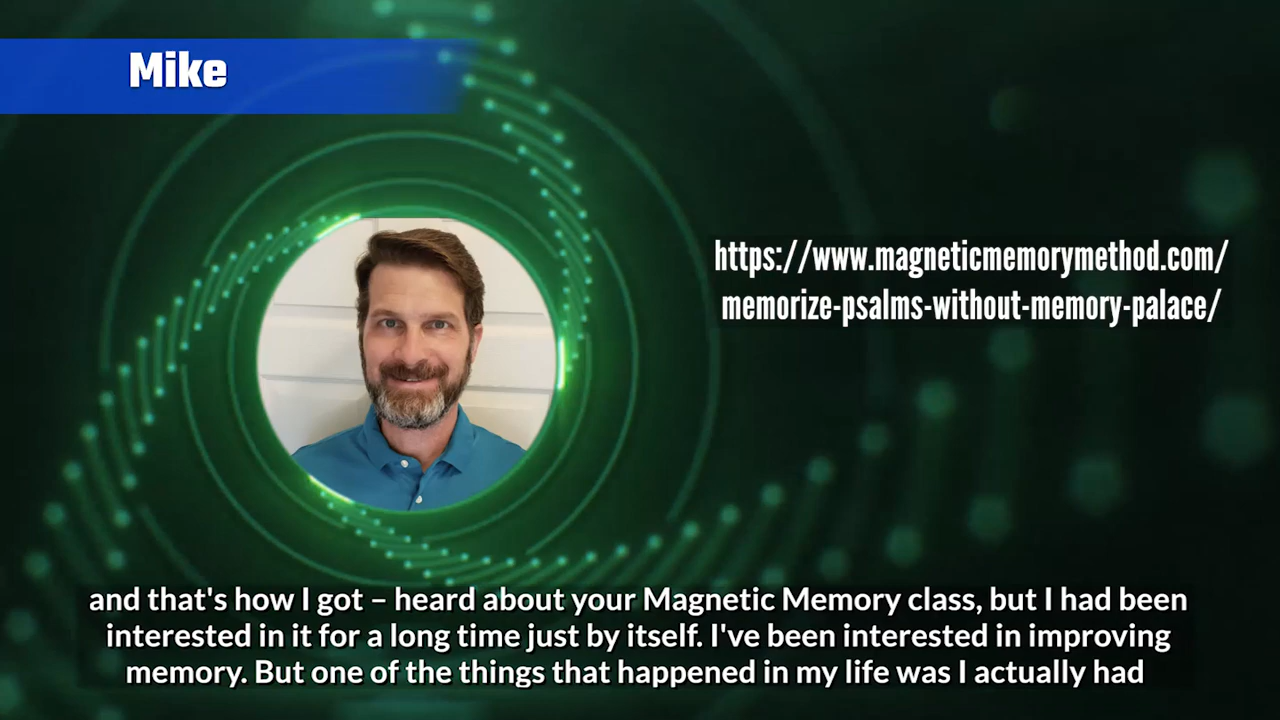 Mike
https://www.magneticmemorymethod.com/
memorize-psalms-without-memory-palace/
and that's how I got – heard about your Magnetic Memory class, but I had been
interested in it for a long time just by itself. I've been interested in improving
memory. But one of the things that happened in my life was I actually had